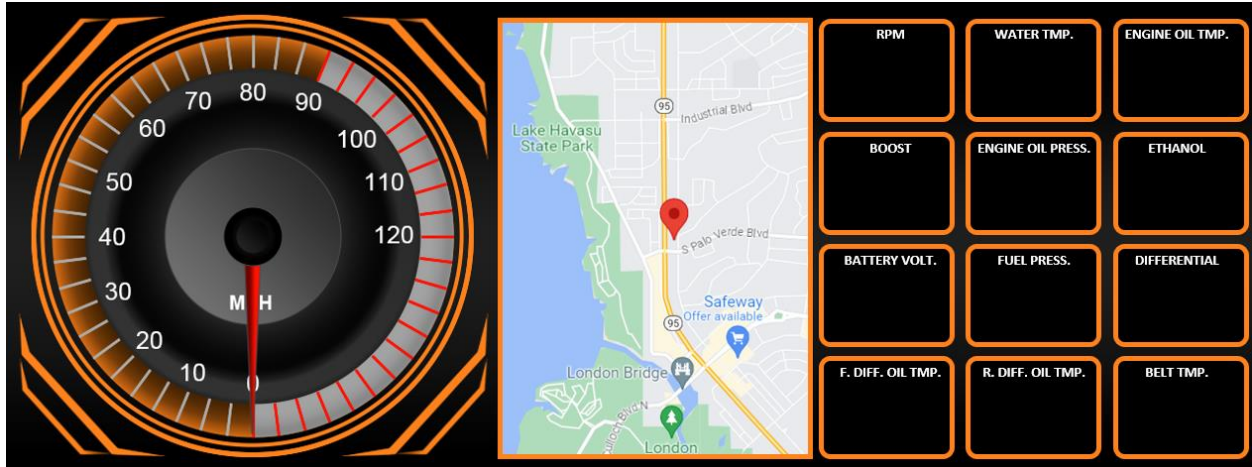 0
10
20
30
40
50
60
70
80
90
100
110
120
95
Industrial Blvd
Lake Havasu
State Park
S Palo Verde Blvd
Safeway
Offer available
95
London Bridge
Blvd N
London
RPM
WATER TMP.
ENGINE OIL TMP.
BOOST
ENGINE OIL PRESS.
ETHANOL
BATTERY VOLT.
FUEL PRESS.
DIFFERENTIAL
F. DIFF. OIL TMP.
R. DIFF. OIL TMP.
BELT TMP.